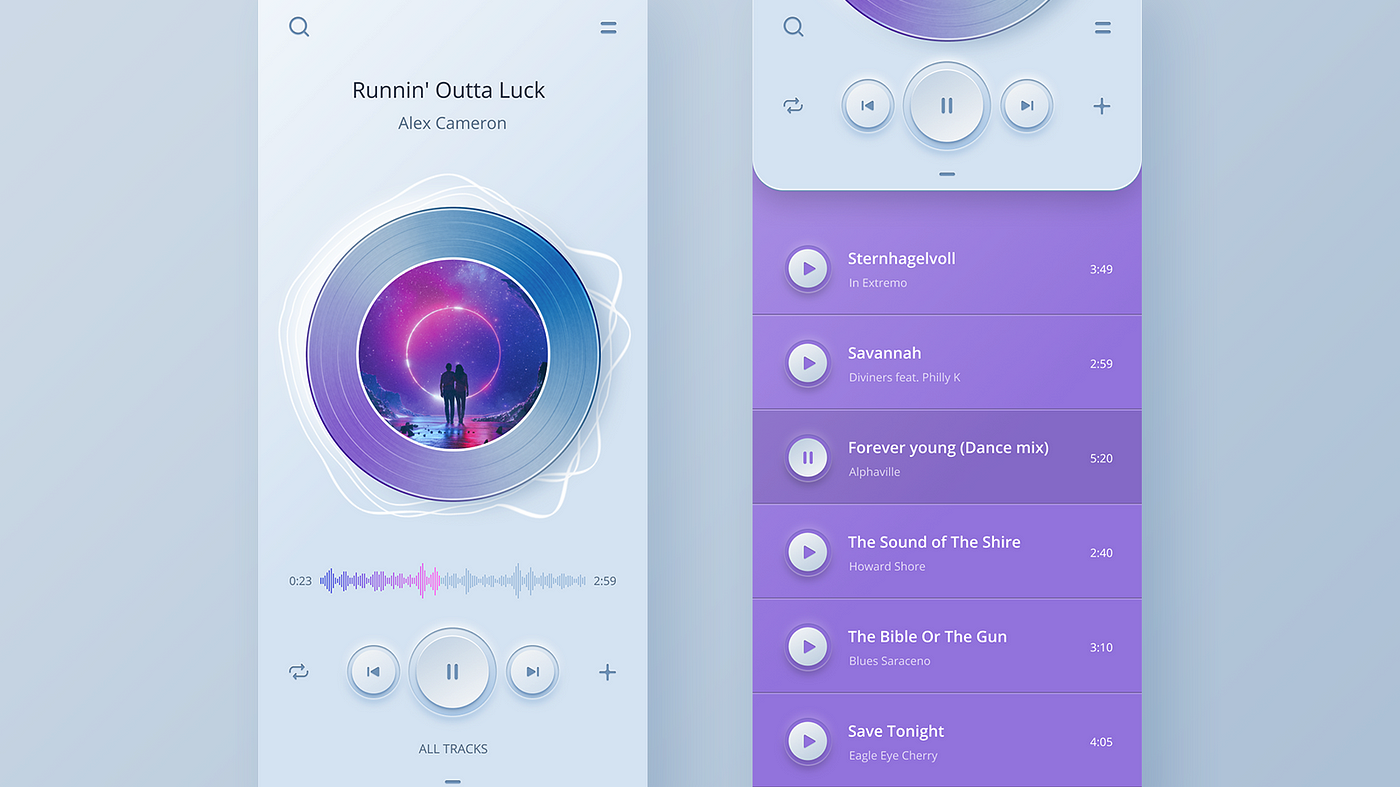 Runnin' Outta Luck
Alex Cameron
0:23
2:59
ALL TRACKS
Sternhagelvoll
In Extremo
3:49
Savannah
Diviners feat. Philly K
2:59
Forever young (Dance mix)
Alphaville
5:20
The Sound of The Shire
Howard Shore
2:40
The Bible Or The Gun
Blues Saraceno
3:10
Save Tonight
Eagle Eye Cherry
4:05